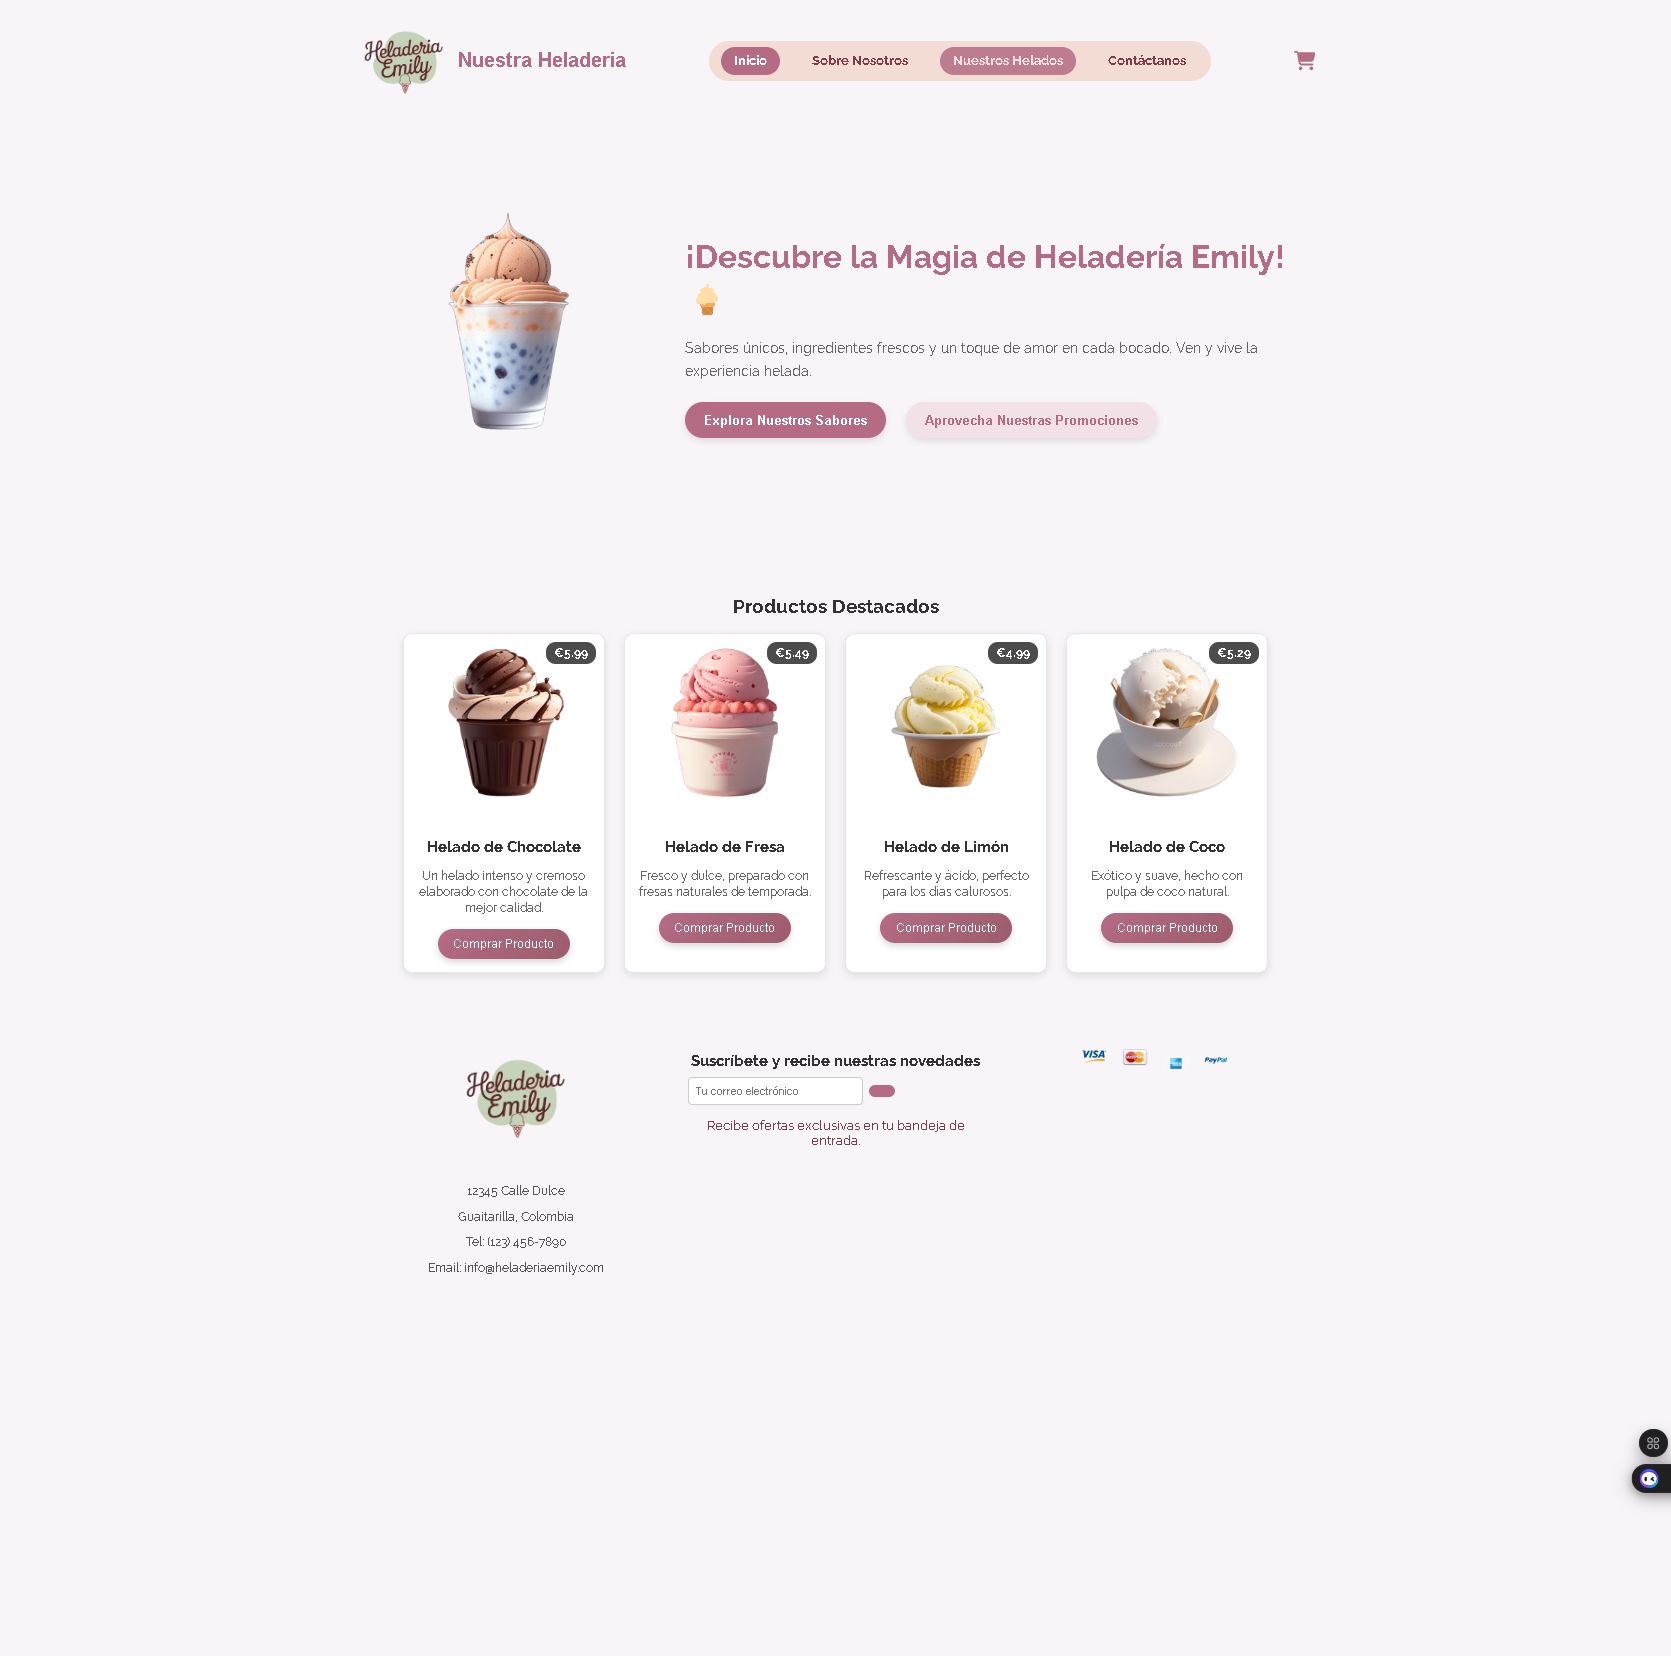 Heladeria
Emily
Nuestra Heladeria
Inicio
Sobre Nosotros
Nuestros Helados
Contáctanos
¡Descubre la Magia de Heladería Emily!
Sabores únicos, ingredientes frescos y un toque de amor en cada bocado. Ven y vive la
experiencia helada.
Explora Nuestros Sabores
Aprovecha Nuestras Promociones
Productos Destacados
€5.99
Helado de Chocolate
Un helado intenso y cremoso
elaborado con chocolate de la
mejor calidad.
Comprar Producto
€5.49
Helado de Fresa
Fresco y dulce, preparado con
fresas naturales de temporada.
Comprar Producto
€4.99
Helado de Limón
Refrescante y ácido, perfecto
para los días calurosos.
Comprar Producto
€5.29
Helado de Coco
Exótico y suave, hecho con
pulpa de coco natural.
Comprar Producto
Heladeria
Emily
12345 Calle Dulce
Guaitarilla, Colombia
Tel: (123) 456-7890
Email: info@heladeriaemily.com
Suscríbete y recibe nuestras novedades
Tu correo electrónico
Recibe ofertas exclusivas en tu bandeja de
entrada.
VISA
MasterCard
PayPal